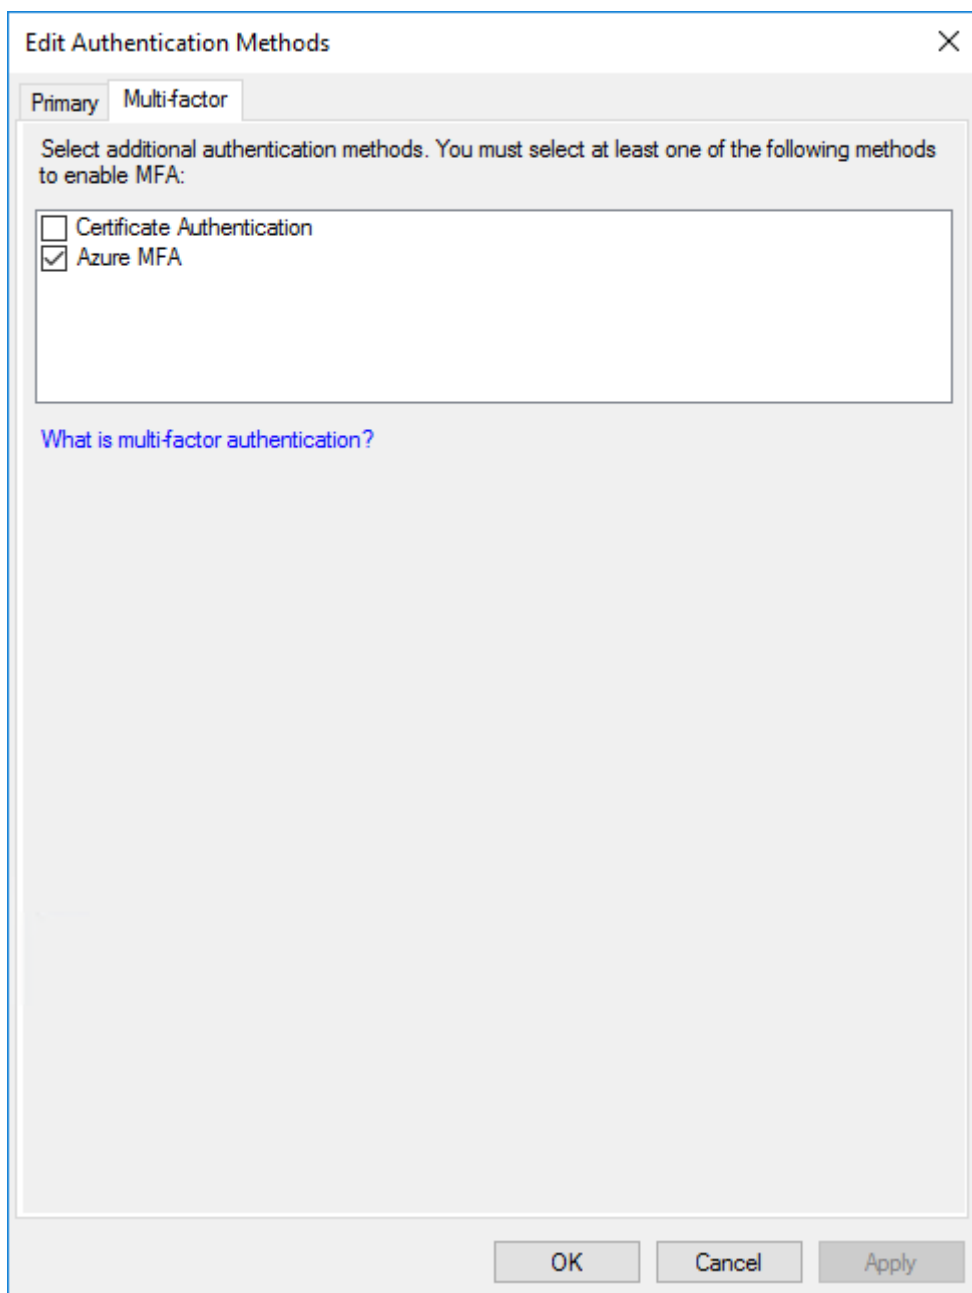 Edit Authentication Methods
Primary
Multi-factor
Select additional authentication methods. You must select at least one of the following methods
to enable MFA:
Certificate Authentication
Azure MFA
What is multi-factor authentication?
OK
Cancel
Apply